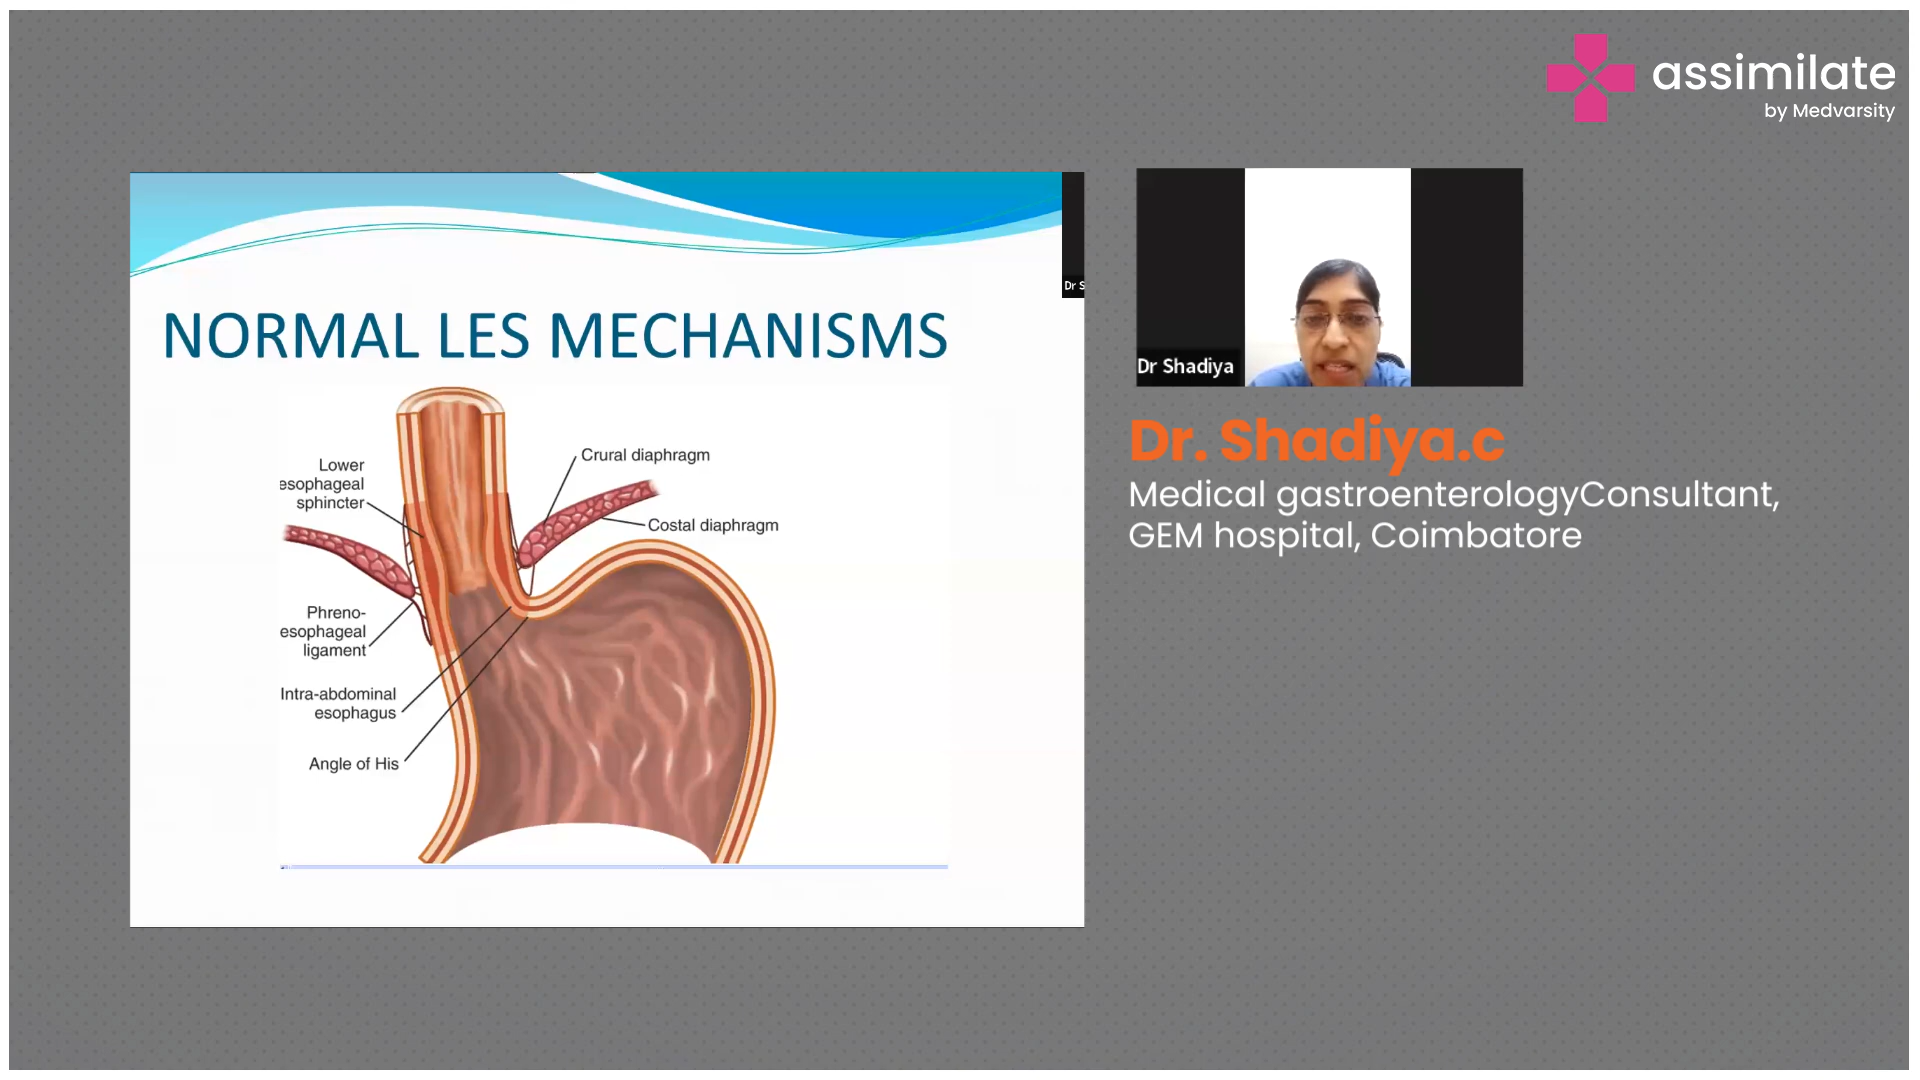 assimilate
by Medvarsity
Dr S
NORMAL LES MECHANISMS
Crural diaphragm
Lower
esophageal
sphincter
Costal diaphragm
Phreno-
esophageal
ligament
Intra-abdominal
esophagus
Angle of His
Dr Shadiya
Dr. Shadiya.c
Medical gastroenterologyConsultant,
GEM hospital, Coimbatore